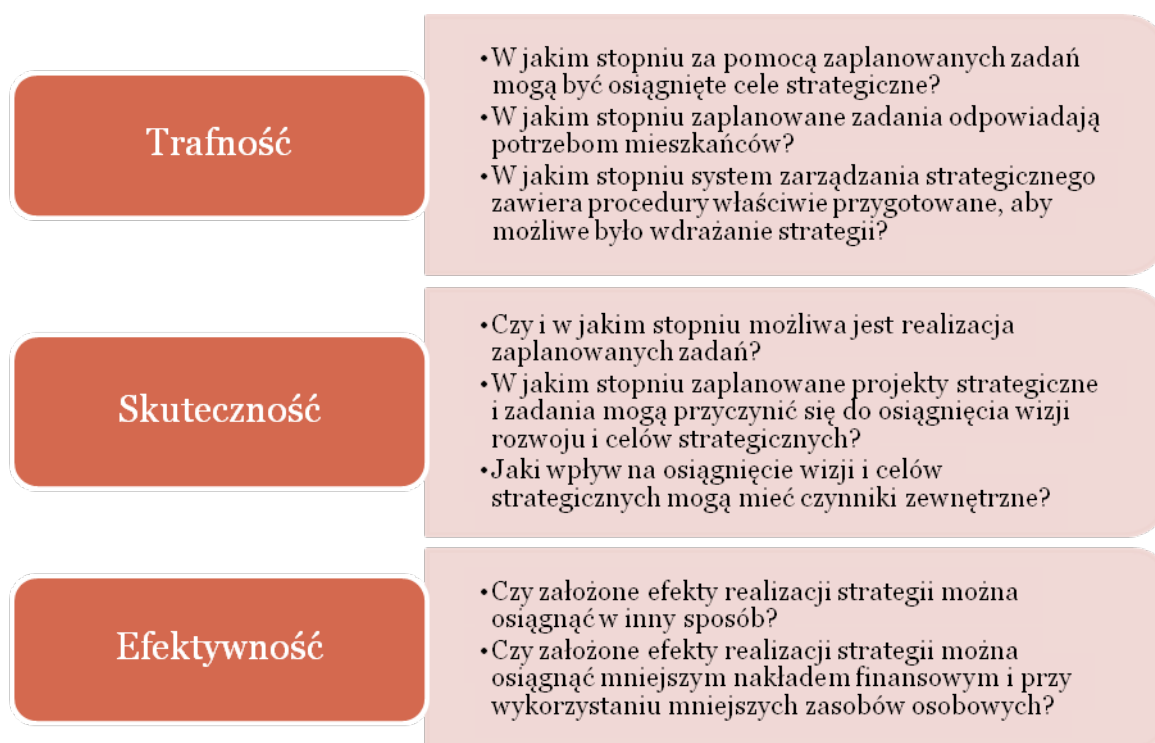 Trafność
•W jakim stopniu za pomocą zaplanowanych zadań
mogą być osiągnięte cele strategiczne?
•W jakim stopniu zaplanowane zadania odpowiadają
potrzebom mieszkańców?
•W jakim stopniu system zarządzania strategicznego
zawiera procedury właściwie przygotowane, aby
możliwe było wdrażanie strategii?
Skuteczność
•Czy i w jakim stopniu możliwa jest realizacja
zaplanowanych zadań?
•W jakim stopniu zaplanowane projekty strategiczne
i zadania mogą przyczynić się do osiągnięcia wizji
rozwoju i celów strategicznych?
•Jaki wpływ na osiągnięcie wizji i celów
strategicznych mogą mieć czynniki zewnętrzne?
Efektywność
•Czy założone efekty realizacji strategii można
osiągnąć w inny sposób?
•Czy założone efekty realizacji strategii można
osiągnąć mniejszym nakładem finansowym i przy
wykorzystaniu mniejszych zasobów osobowych?